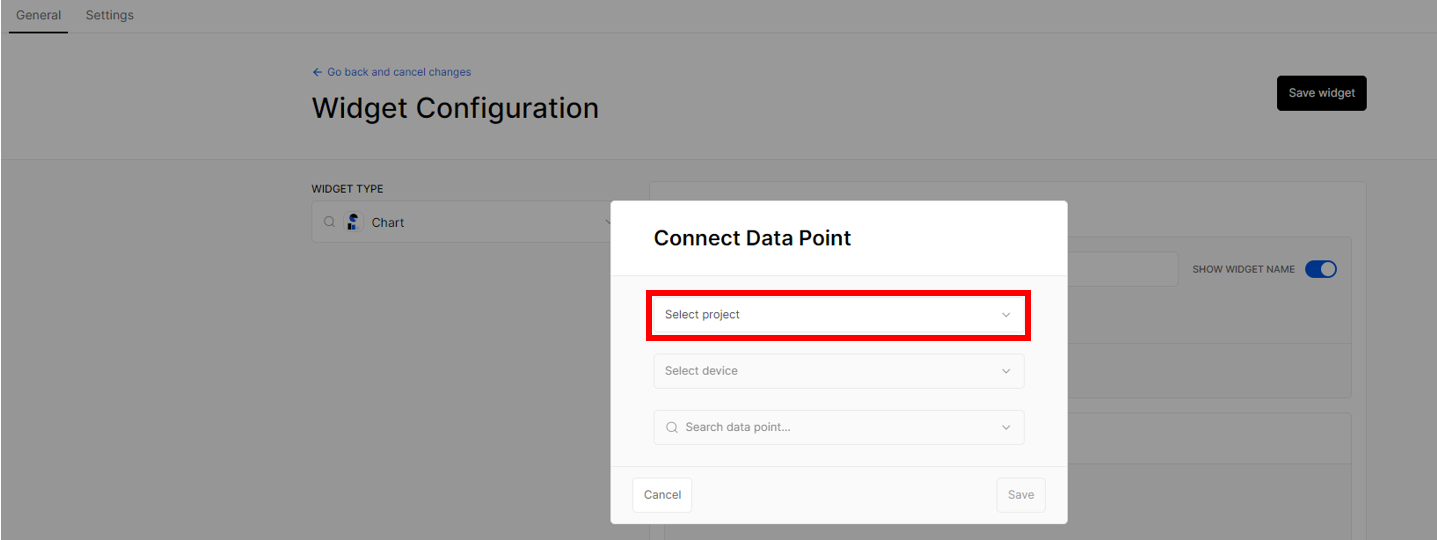 General
Settings
Go back and cancel changes
Widget Configuration
Save widget
WIDGET TYPE
Chart
SHOW WIDGET NAME
Connect Data Point
Select project
Select device
Search data point...
Cancel
Save